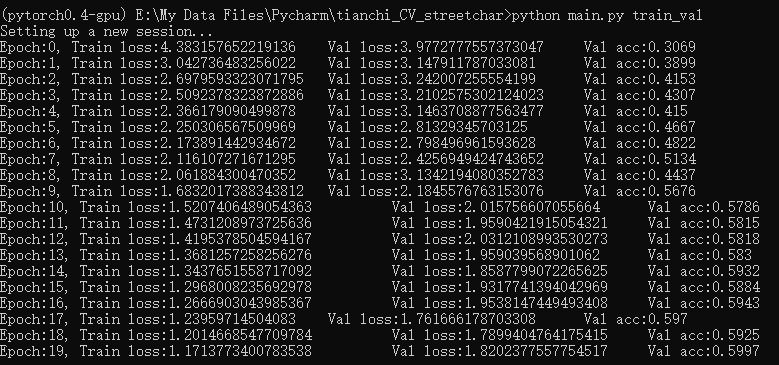 (pytorch0.4-gpu) E:\My Data Files\Pycharm\tianchi_CV_streetchar>python main.py train_val
Setting up a new session...
Epoch:0, Train loss:4.383157652219136 Val loss:3.9772777557373047 Val acc:0.3069
Epoch:1, Train loss:3.042736483256022 Val loss:3.147911787033081 Val acc:0.3899
Epoch:2, Train loss:2.6979593323071795 Val loss:3.242007255554199 Val acc:0.4153
Epoch:3, Train loss:2.5092378323872886 Val loss:3.2102575302124023 Val acc:0.4307
Epoch:4, Train loss:2.366179090499878 Val loss:3.1463708877563477 Val acc:0.415
Epoch:5, Train loss:2.250306567509969 Val loss:2.81329345703125 Val acc:0.4667
Epoch:6, Train loss:2.173891442934672 Val loss:2.798496961593628 Val acc:0.4822
Epoch:7, Train loss:2.116107271671295 Val loss:2.4256949424743652 Val acc:0.5134
Epoch:8, Train loss:2.061884300470352 Val loss:3.1342194080352783 Val acc:0.4437
Epoch:9, Train loss:1.6832017388343812 Val loss:2.1845576763153076 Val acc:0.5676
Epoch:10, Train loss:1.5207406489054363 Val loss:2.015756607055664 Val acc:0.5786
Epoch:11, Train loss:1.4731208973725636 Val loss:1.9590421915054321 Val acc:0.5815
Epoch:12, Train loss:1.4195378504594167 Val loss:2.0312108993530273 Val acc:0.5818
Epoch:13, Train loss:1.36812572582562​76 Val loss:1.959039568901062 Val acc:0.583
Epoch:14, Train loss:1.3437651558717092 Val loss:1.8587799072265625 Val acc:0.5932
Epoch:15, Train loss:1.2968008235692978 Val loss:1.9317741394042969 Val acc:0.5884
Epoch:16, Train loss:1.2666903043985367 Val loss:1.9538147449493408 Val acc:0.5943
Epoch:17, Train loss:1.23959714504083 Val loss:1.761666178703308 Val acc:0.597
Epoch:18, Train loss:1.2014668547709784 Val loss:1.7899404764175415 Val acc:0.5925
Epoch:19, Train loss:1.1713773400783538 Val loss:1.8202377557754517 Val acc:0.5997